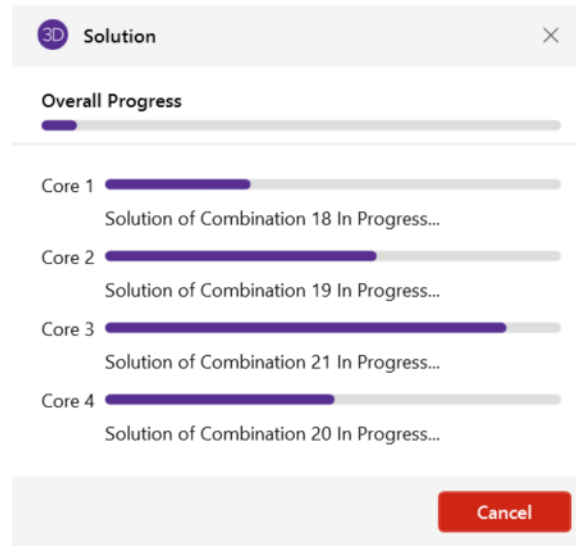 3D Solution
Overall Progress
Core 1
Solution of Combination 18 In Progress...
Core 2
Solution of Combination 19 In Progress...
Core 3
Solution of Combination 21 In Progress...
Core 4
Solution of Combination 20 In Progress...
Cancel